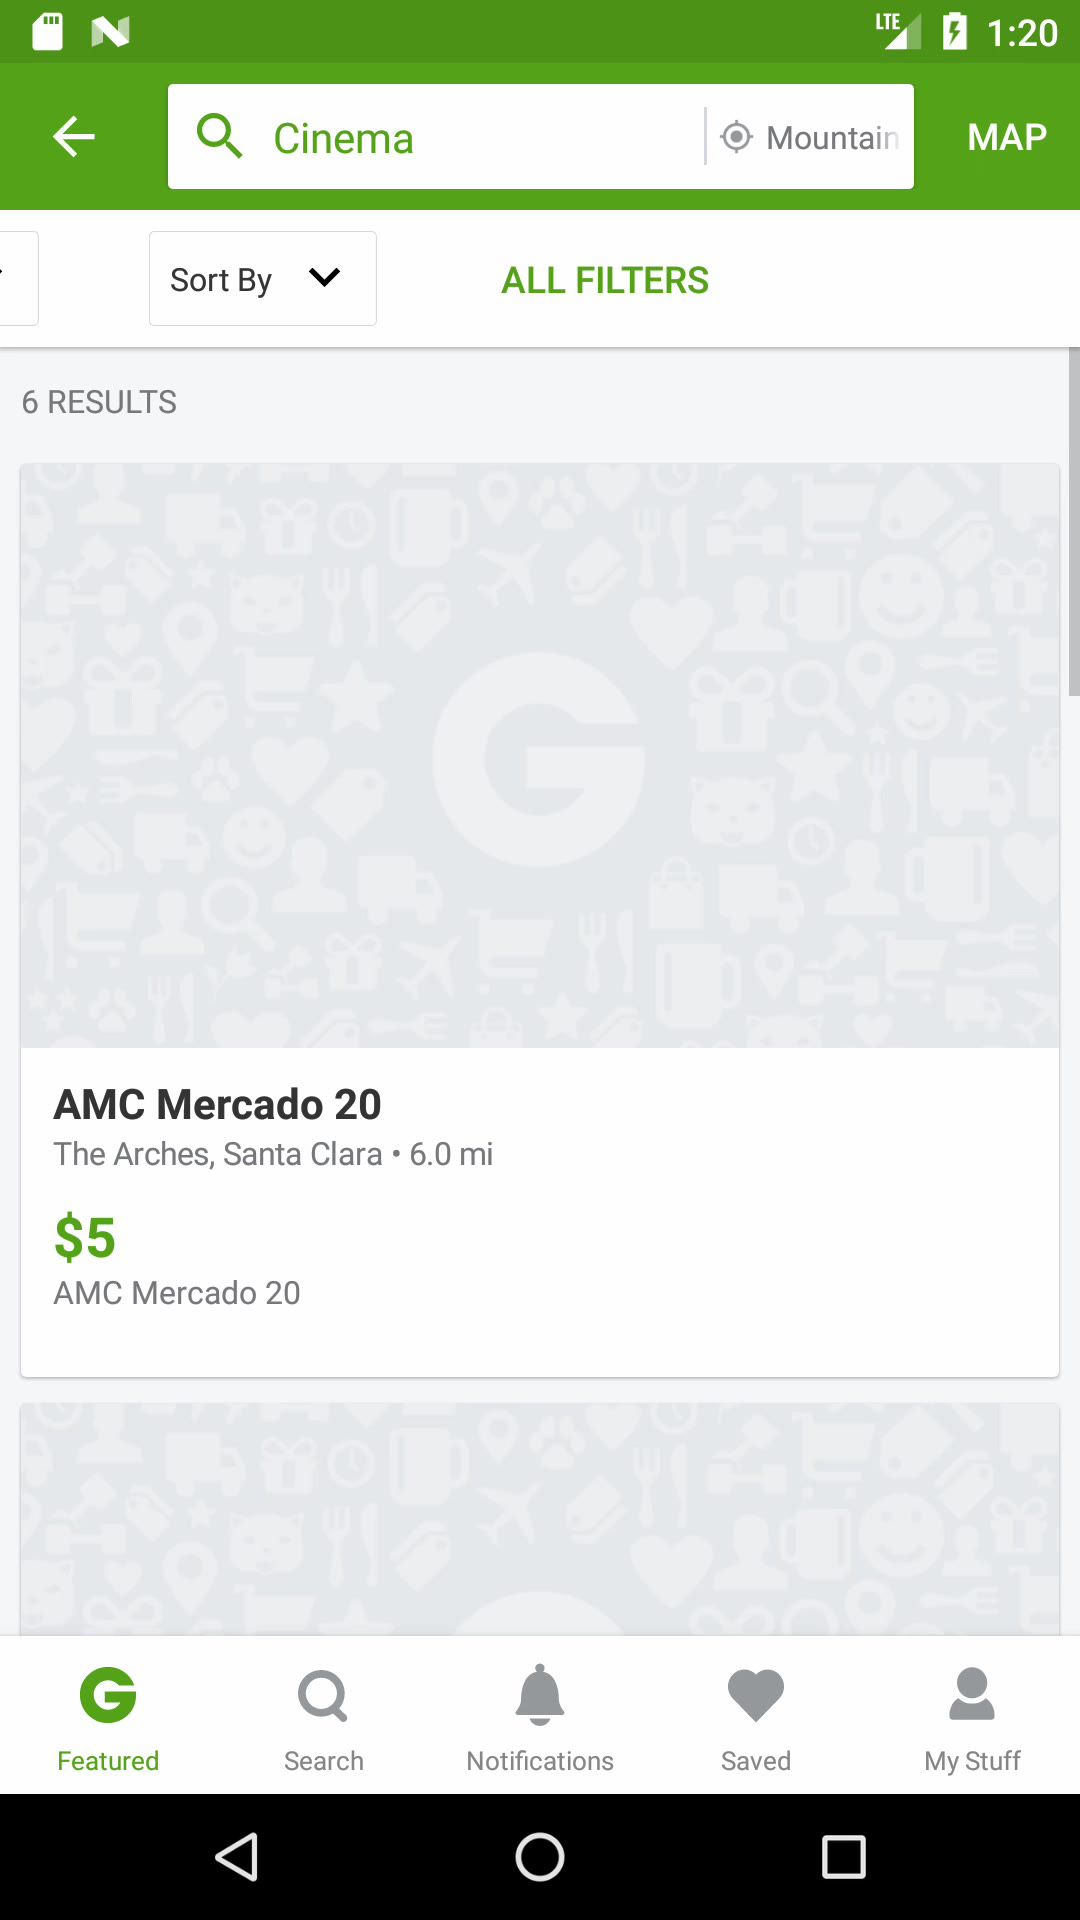 LTE 1:20
Cinema
Mountain
MAP
Sort By
ALL FILTERS
6 RESULTS
AMC Mercado 20
The Arches, Santa Clara • 6.0 mi
$5
AMC Mercado 20
Featured
Search
Notifications
Saved
My Stuff